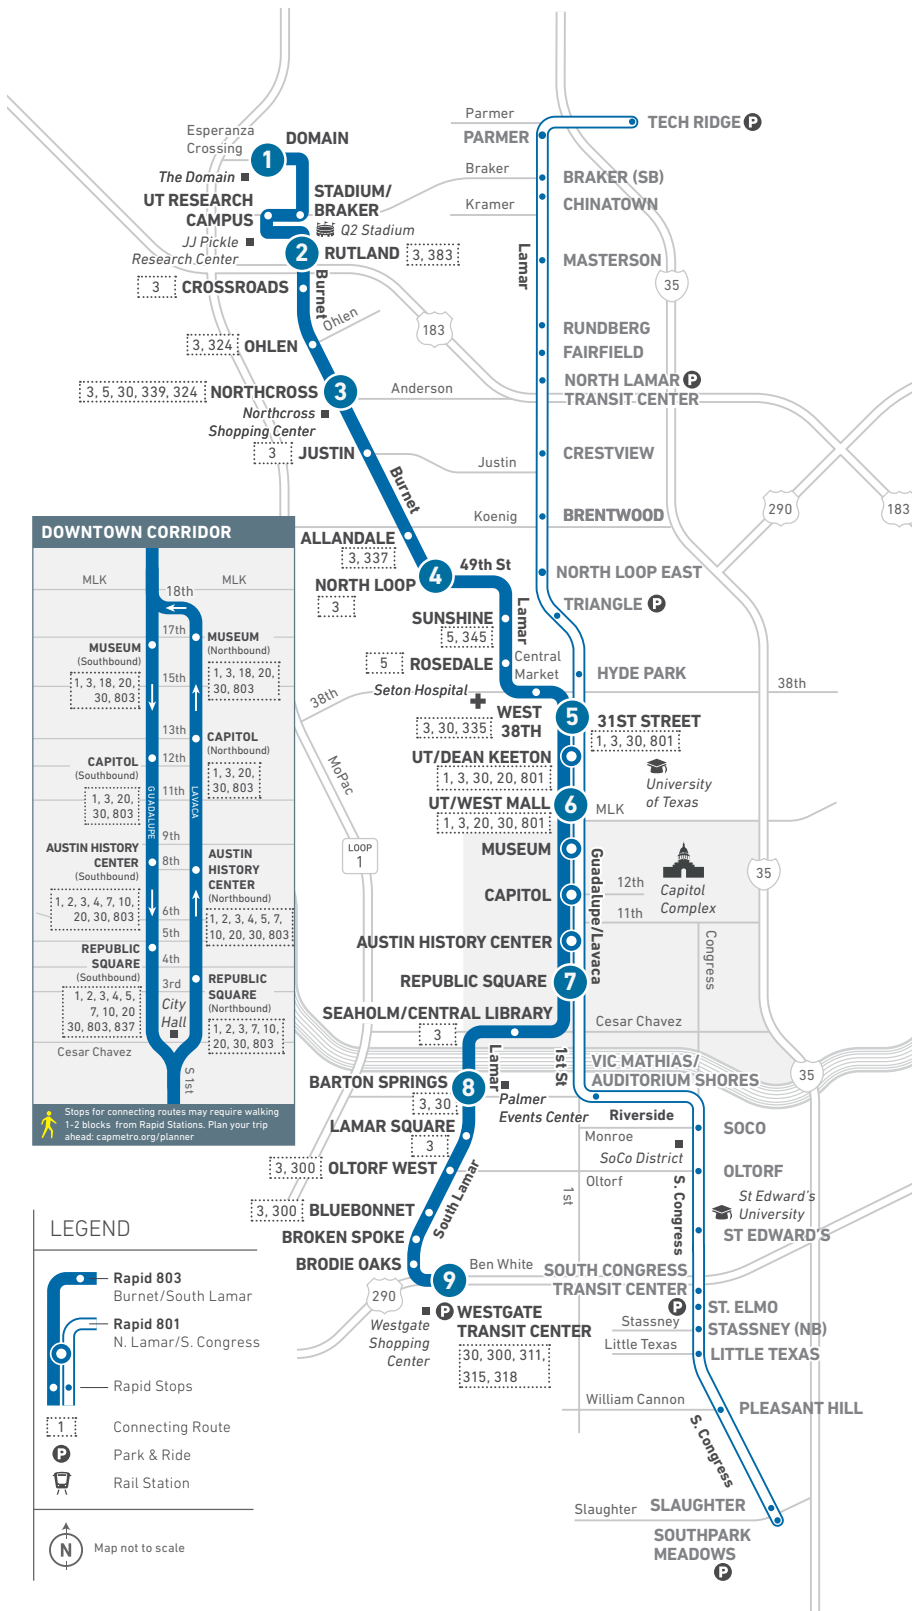 Esperanza
Crossing
DOMAIN
1
The Domain
UT RESEARCH
CAMPUS
STADIUM/
BRAKER
Q2 Stadium
JJ Pickle
Research Center
2
RUTLAND
3, 383
3
CROSSROADS
Burnet
Ohlen
3, 324
OHLEN
183
3, 5, 30, 339, 324
NORTHCROSS
3
Anderson
Northcross
Shopping Center
3
JUSTIN
Justin
Burnet
Koenig
ALLANDALE
3, 337
NORTH LOOP
4
49th St
3
Lamar
SUNSHINE
5, 345
5
ROSEDALE
Central
Market
Seton Hospital
38th
38th
WEST
38TH
3, 30, 335
5
31ST STREET
1, 3, 30, 801
UT/DEAN KEETON
1, 3, 30, 20, 801
University
of Texas
UT/WEST MALL
6
MLK
1, 3, 20, 30, 801
MUSEUM
CAPITOL
AUSTIN HISTORY CENTER
REPUBLIC SQUARE
7
Guadalupe/Lavaca
12th
11th
Capitol
Complex
Congress
MoPac
LOOP
1
35
SEAHOLM/CENTRAL LIBRARY
3
Cesar Chavez
Lamar
1st St
BARTON SPRINGS
8
3, 30
Palmer
Events Center
LAMAR SQUARE
3
3, 300
OLTORF WEST
3, 300
BLUEBONNET
South Lamar
BROKEN SPOKE
BRODIE OAKS
9
Ben White
290
Westgate
Shopping
Center
P
WESTGATE
TRANSIT CENTER
30, 300, 311,
315, 318
Parmer
PARMER
TECH RIDGE
P
Braker
BRAKER (SB)
Kramer
CHINATOWN
Lamar
MASTERSON
35
RUNDBERG
FAIRFIELD
NORTH LAMAR
P
TRANSIT CENTER
CRESTVIEW
290
183
BRENTWOOD
NORTH LOOP EAST
TRIANGLE
P
HYDE PARK
VIC MATHIAS/
AUDITORIUM SHORES
35
Riverside
Monroe
SOCO
SoCo District
Oltorf
OLTORF
1st
S. Congress
St Edward's
University
ST EDWARD'S
SOUTH CONGRESS
TRANSIT CENTER
P
ST. ELMO
Stassney
STASSNEY (NB)
Little Texas
LITTLE TEXAS
William Cannon
PLEASANT HILL
S. Congress
Slaughter
SLAUGHTER
SOUTHPARK
MEADOWS
P
DOWNTOWN CORRIDOR
MLK
MLK
18th
17th
MUSEUM
(Southbound)
1, 3, 18, 20,
30, 803
MUSEUM
(Northbound)
1, 3, 18, 20,
30, 803
15th
13th
CAPITOL
(Southbound)
1, 3, 20,
30, 803
12th
CAPITOL
(Northbound)
1, 3, 20,
30, 803
11th
GUADALUPE
LAVACA
9th
AUSTIN HISTORY
CENTER
(Southbound)
1, 2, 3, 4, 7, 10,
20, 30, 803
8th
AUSTIN
HISTORY
CENTER
(Northbound)
1, 2, 3, 4, 5, 7,
10, 20, 30, 803
6th
5th
REPUBLIC
SQUARE
(Southbound)
1, 2, 3, 4, 5,
7, 10, 20
30, 803, 837
4th
3rd
REPUBLIC
SQUARE
(Northbound)
1, 2, 3, 7, 10,
20, 30, 803
City
Hall
Cesar Chavez
S 1st
Stops for connecting routes may require walking
1-2 blocks from Rapid Stations. Plan your trip
ahead: capmetro.org/planner
LEGEND
Rapid 803
Burnet/South Lamar
Rapid 801
N. Lamar/S. Congress
Rapid Stops
1
Connecting Route
P
Park & Ride
Rail Station
N
Map not to scale